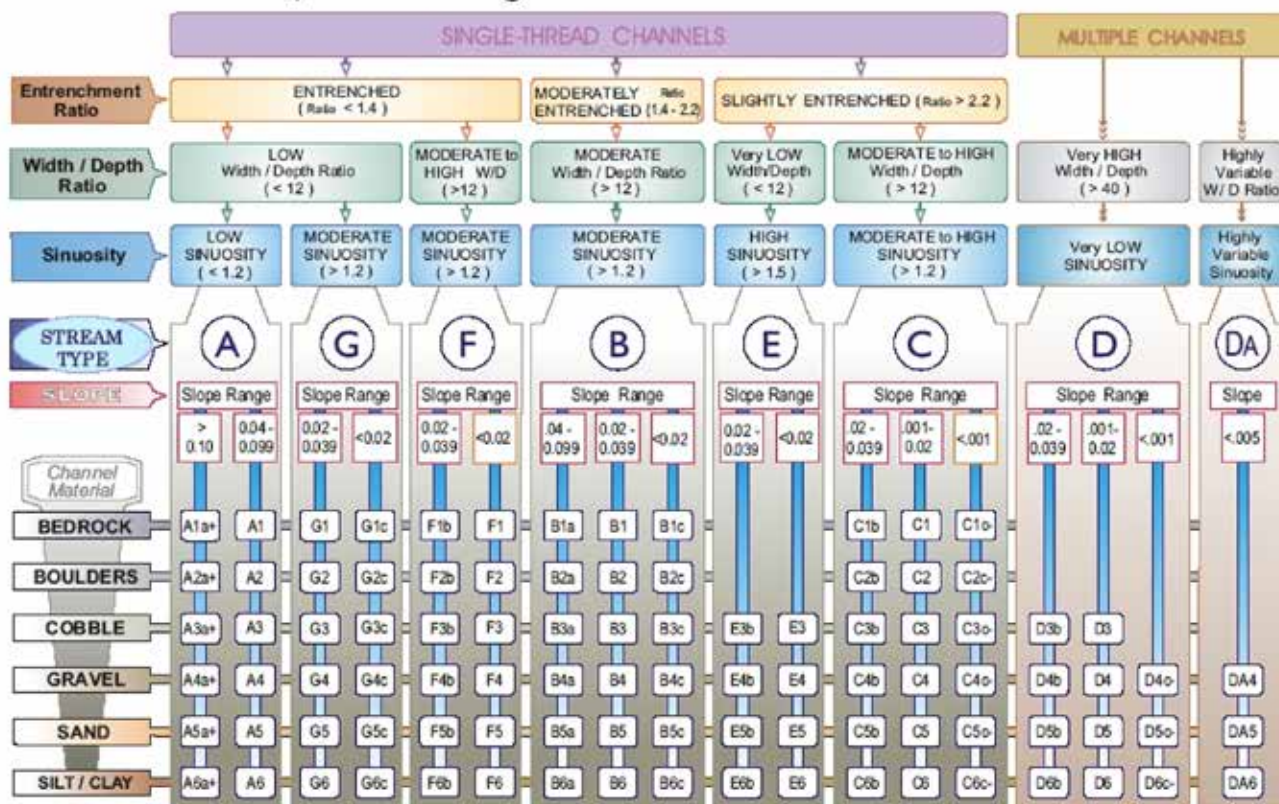 SINGLE-THREAD CHANNELS
MULTIPLE CHANNELS
Entrenchment
Ratio
ENTRENCHED
( Ratio < 1.4 )
MODERATELY Ratio
ENTRENCHED (1.4 - 2.2)
SLIGHTLY ENTRENCHED ( Ratio > 2.2 )
Width / Depth
Ratio
LOW
Width / Depth Ratio
( < 12 )
MODERATE to
HIGH W/D
(>12 )
MODERATE
Width / Depth Ratio
( > 12 )
Very LOW
Width/Depth
( < 12 )
MODERATE to HIGH
Width / Depth
( > 12 )
Very HIGH
Width / Depth
( > 40 )
Highly
Variable
W / D Ratio
Sinuosity
LOW
SINUOSITY
( < 1.2 )
MODERATE
SINUOSITY
( > 1.2 )
MODERATE
SINUOSITY
( > 1.2 )
MODERATE
SINUOSITY
( > 1.2 )
HIGH
SINUOSITY
( > 1.5 )
MODERATE to HIGH
SINUOSITY
( > 1.2 )
Very LOW
SINUOSITY
Highly
Variable
Sinuosity
STREAM
TYPE
A G F B E C D DA
SLOPE
Slope Range Slope Range Slope Range Slope Range Slope Range Slope Range Slope Range Slope
> 0.10
0.04 - 0.099
0.02 - 0.039
<0.02
0.02 - 0.039
<0.02
.04 - 0.099
0.02 - 0.039
<0.02
0.02 - 0.039
<0.02
.02 - 0.039
.001- 0.02
<.001
.02 - 0.039
.001- 0.02
<.001
<.005
Channel
Material
BEDROCK A1a+ A1 G1 G1c F1b F1 B1a B1 B1c C1b C1 C1c-
BOULDERS A2a+ A2 G2 G2c F2b F2 B2a B2 B2c C2b C2 C2c-
COBBLE A3a+ A3 G3 G3c F3b F3 B3a B3 B3c E3b E3 C3b C3 C3c- D3b D3
GRAVEL A4a+ A4 G4 G4c F4b F4 B4a B4 B4c E4b E4 C4b C4 C4c- D4b D4 D4c- DA4
SAND A5a+ A5 G5 G5c F5b F5 B5a B5 B5c E5b E5 C5b C5 C5c- D5b D5 D5c- DA5
SILT / CLAY A6a+ A6 G6 G6c F6b F6 B6a B6 B6c E6b E6 C6b C6 C6c- D6b D6 D6c- DA6